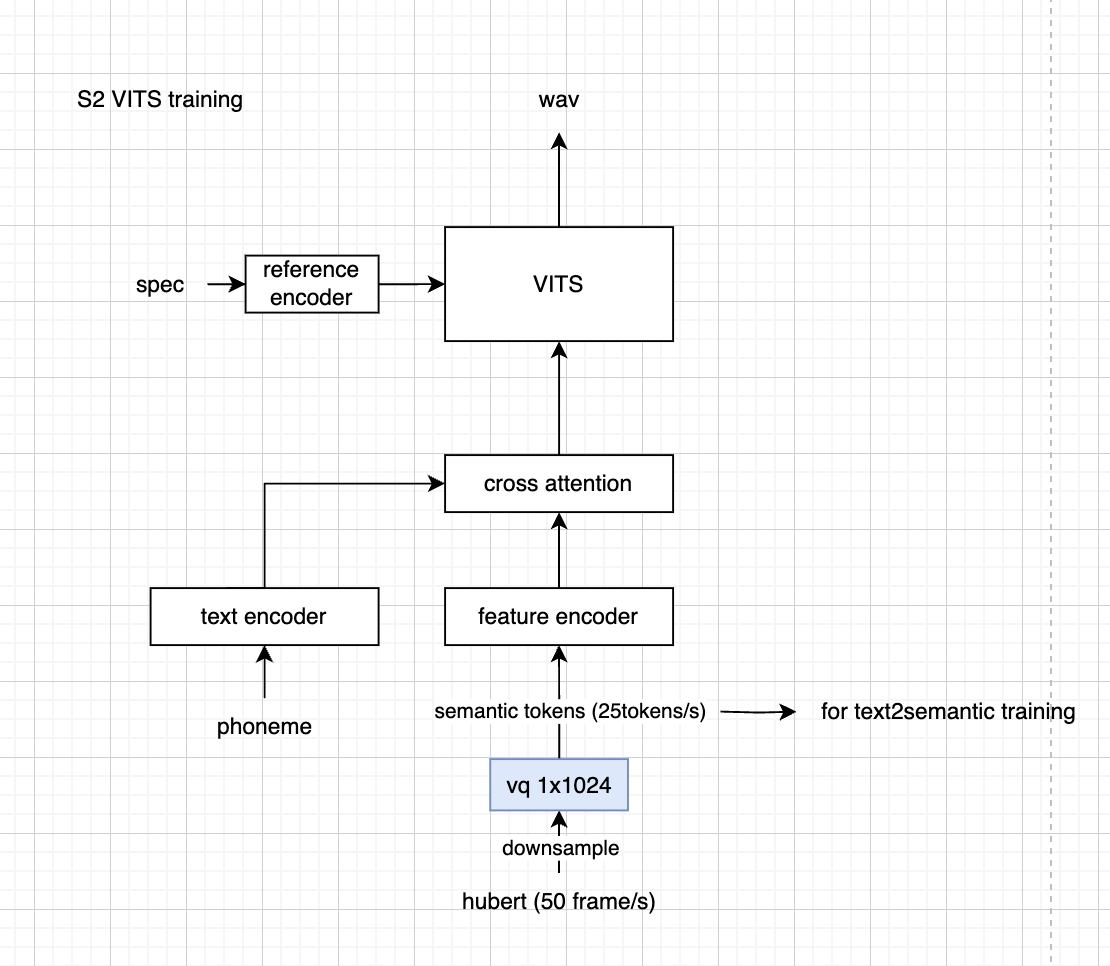 S2 VITS training
wav
spec
reference
encoder
VITS
cross attention
text encoder
feature encoder
phoneme
semantic tokens (25tokens/s)
for text2semantic training
vq 1x1024
downsample
hubert (50 frame/s)